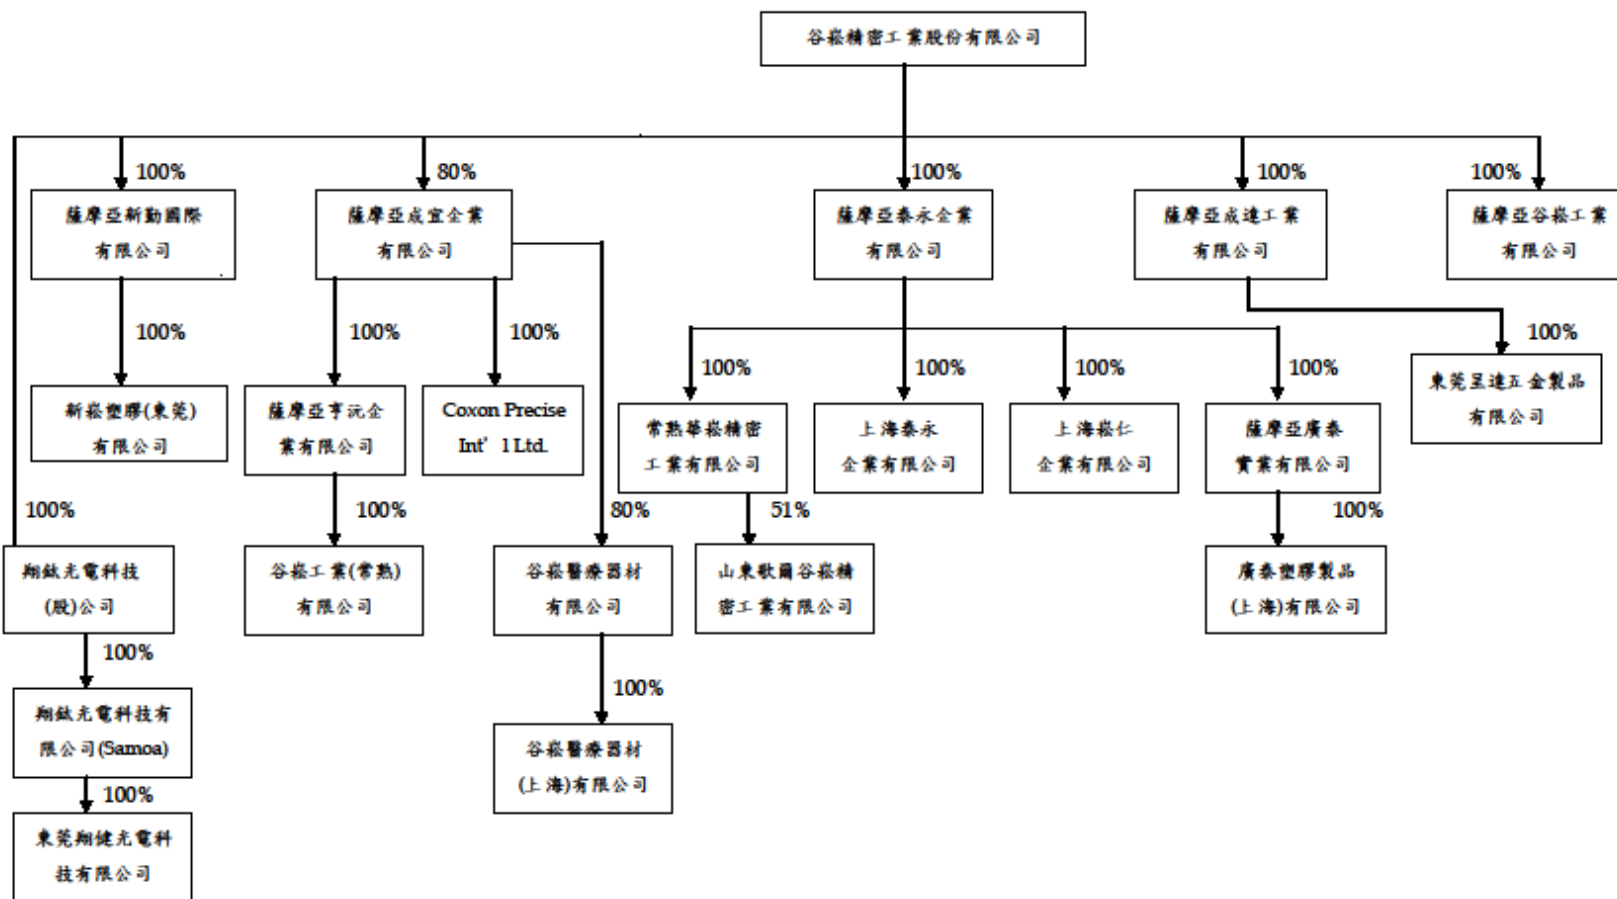 谷崧精密工業股份有限公司
100%
80%
100%
100%
100%
薩摩亞新勤國際
有限公司
薩摩亞成宜企業
有限公司
薩摩亞泰永企業
有限公司
薩摩亞成達工業
有限公司
薩摩亞谷崧工業
有限公司
100%
100%
100%
100%
100%
100%
100%
100%
新崧塑膠(東莞)
有限公司
薩摩亞亨沅企
業有限公司
Coxon Precise
Int' l Ltd.
常熟華崧精密
工業有限公司
上海泰永
企業有限公司
上海崧仁
企業有限公司
薩摩亞廣泰
實業有限公司
東莞呈達五金製品
有限公司
100%
100%
80%
51%
100%
翔鈦光電科技
(股)公司
谷崧工業(常熟)
有限公司
谷崧醫療器材
有限公司
山東歌爾谷崧精
密工業有限公司
廣泰塑膠製品
(上海)有限公司
100%
100%
翔鈦光電科技有
限公司(Samoa)
谷崧醫療器材
(上海)有限公司
100%
東莞翔健光電科
技有限公司